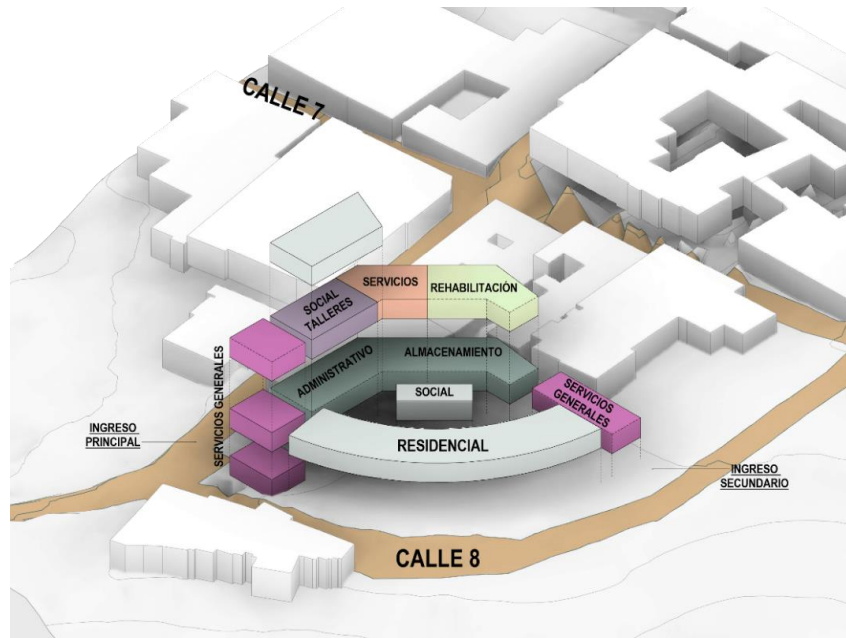 CALLE 7
SERVICIOS
REHABILITACIÓN
SOCIAL
TALLERES
ADMINISTRATIVO
ALMACENAMIENTO
SOCIAL
SERVICIOS
GENERALES
SERVICIOS GENERALES
INGRESO
PRINCIPAL
RESIDENCIAL
INGRESO
SECUNDARIO
CALLE 8